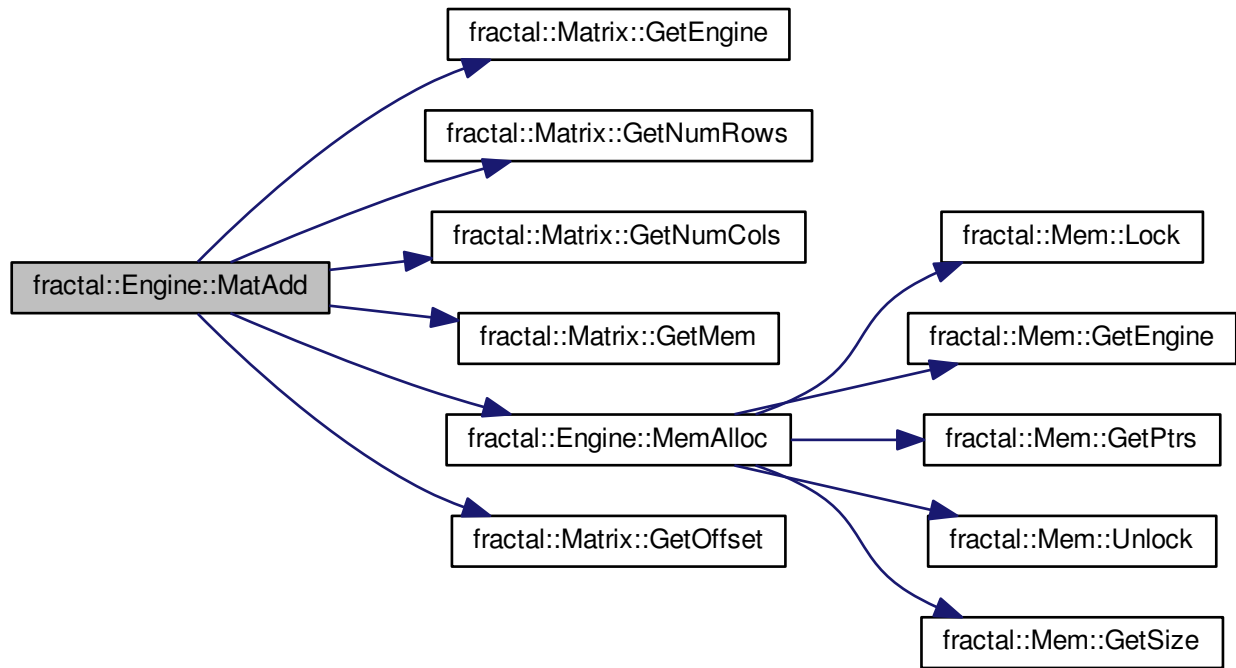 fractal::Matrix::GetEngine
fractal::Matrix::GetNumRows
fractal::Matrix::GetNumCols
fractal::Mem::Lock
fractal::Engine::MatAdd
fractal::Matrix::GetMem
fractal::Mem::GetEngine
fractal::Engine::MemAlloc
fractal::Mem::GetPtrs
fractal::Matrix::GetOffset
fractal::Mem::Unlock
fractal::Mem::GetSize